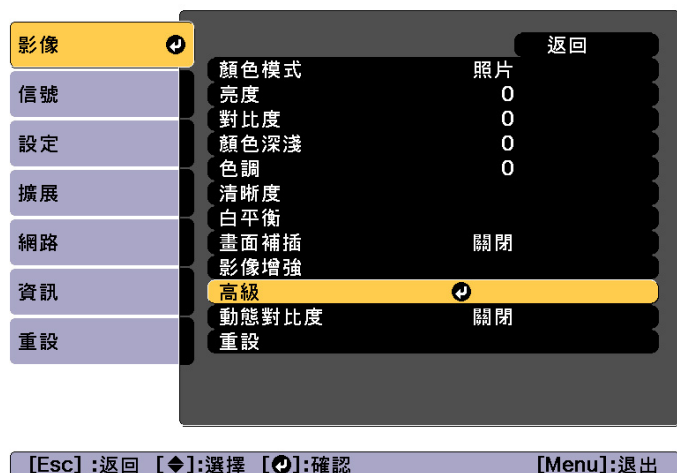 影像
信號
設定
擴展
網路
資訊
重設
返回
顏色模式 照片
亮度 0
對比度 0
顏色深淺 0
色調 0
清晰度
白平衡
畫面補插 關閉
影像增強
高級
動態對比度 關閉
重設
[Esc] :返回 [◆]:選擇 [↵]:確認 [Menu]:退出